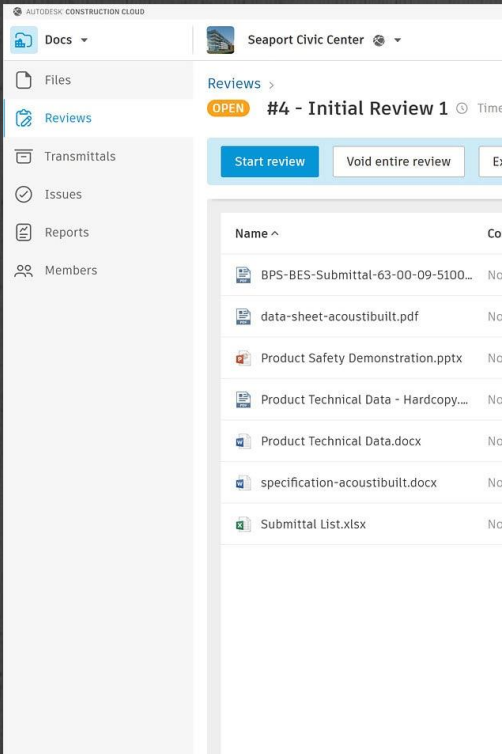 AUTODESK CONSTRUCTION CLOUD
Docs
Seaport Civic Center
Files
Reviews
Transmittals
Issues
Reports
Members
Reviews >
OPEN #4 - Initial Review 1 Time
Start review Void entire review Ex
Name Co
BPS-BES-Submittal-63-00-09-5100... No
data-sheet-acoustibuilt.pdf No
Product Safety Demonstration.pptx No
Product Technical Data - Hardcopy.... No
Product Technical Data.docx No
specification-acoustibuilt.docx No
Submittal List.xlsx No